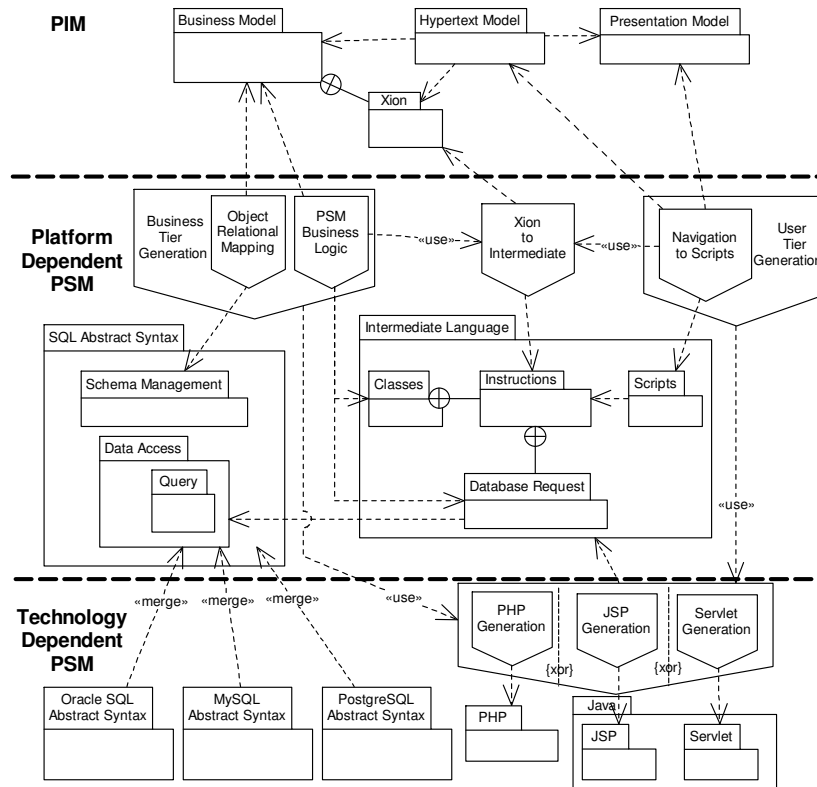 PIM
Business Model
Hypertext Model
Presentation Model
Xion
Platform
Dependent
PSM
Business
Tier
Generation
Object
Relational
Mapping
PSM
Business
Logic
«use»
Xion
to
Intermediate
«use»
Navigation
to Scripts
User
Tier
Generation
SQL Abstract Syntax
Schema Management
Data Access
Query
Intermediate Language
Classes
Instructions
Scripts
Database Request
«use»
«merge»
«merge»
«merge»
«use»
Technology
Dependent
PSM
PHP
Generation
{xor}
JSP
Generation
{xor}
Servlet
Generation
Oracle SQL
Abstract Syntax
MySQL
Abstract Syntax
PostgreSQL
Abstract Syntax
PHP
Java
JSP
Servlet